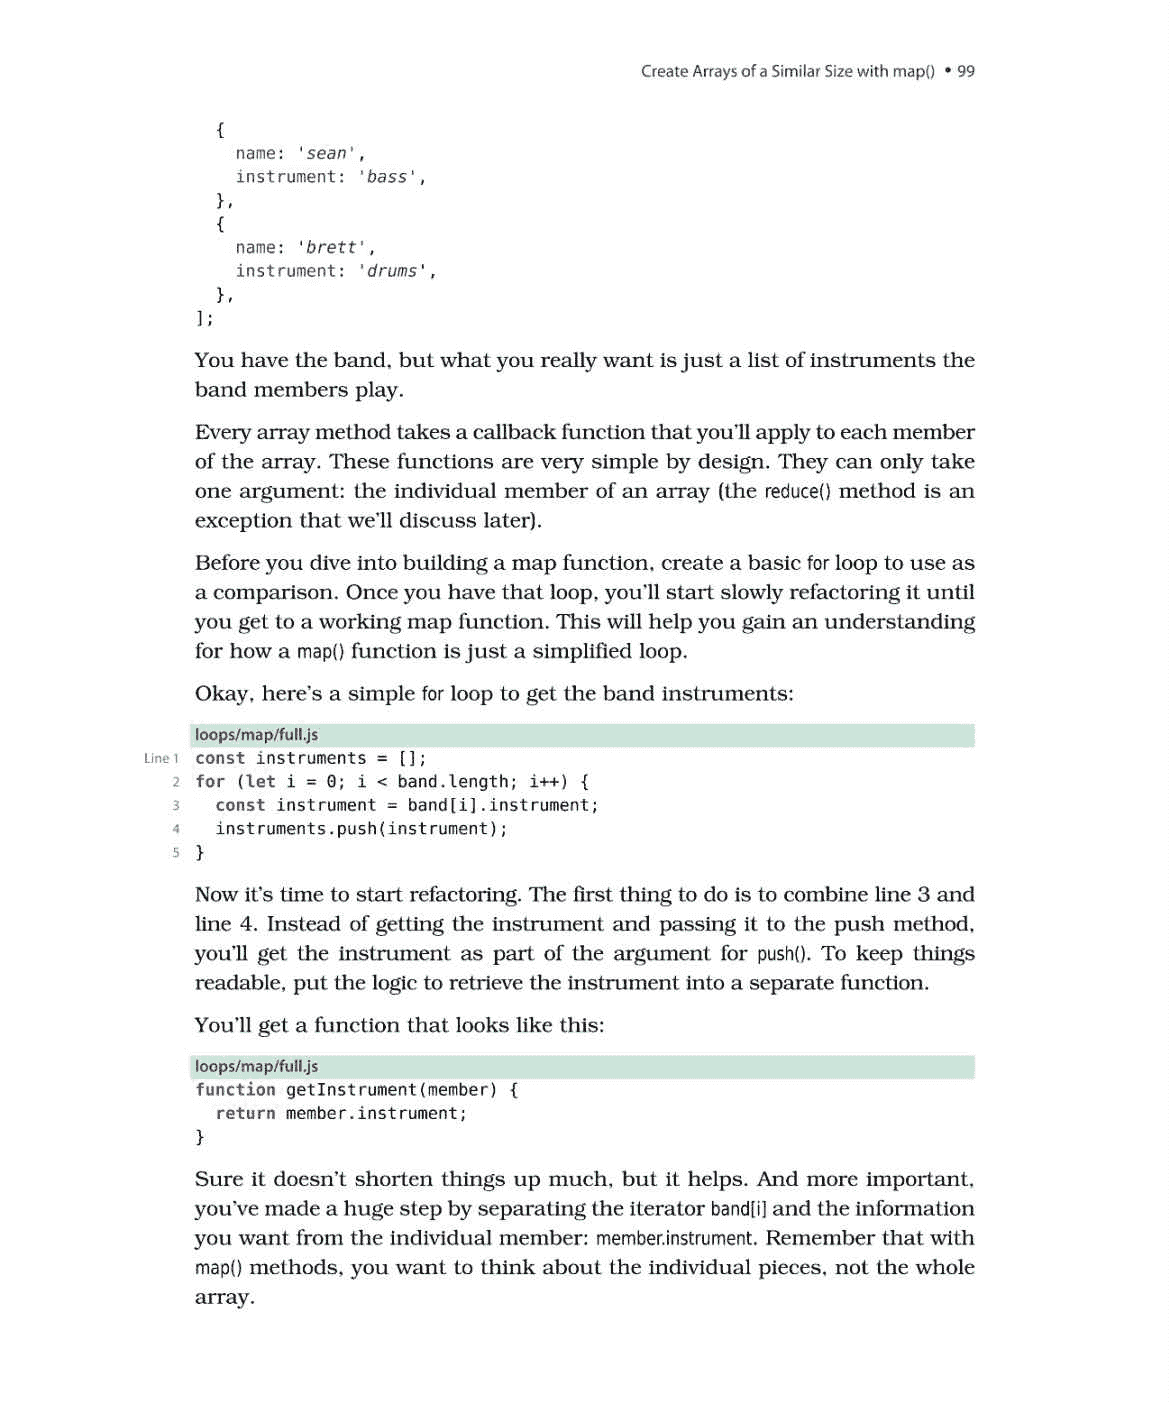 Create Arrays of a Similar Size with map() • 99
{
name: 'sean',
instrument: 'bass',
},
{
name: 'brett',
instrument: 'drums',
},
];
You have the band, but what you really want is just a list of instruments the
band members play.
Every array method takes a callback function that you'll apply to each member
of the array. These functions are very simple by design. They can only take
one argument: the individual member of an array (the reduce() method is an
exception that we'll discuss later).
Before you dive into building a map function, create a basic for loop to use as
a comparison. Once you have that loop, you'll start slowly refactoring it until
you get to a working map function. This will help you gain an understanding
for how a map() function is just a simplified loop.
Okay, here's a simple for loop to get the band instruments:
loops/map/full.js
Line 1 const instruments = [];
2 for (let i = 0; i < band.length; i++) {
3 const instrument = band[i].instrument;
4 instruments.push(instrument);
5 }
Now it's time to start refactoring. The first thing to do is to combine line 3 and
line 4. Instead of getting the instrument and passing it to the push method,
you'll get the instrument as part of the argument for push(). To keep things
readable, put the logic to retrieve the instrument into a separate function.
You'll get a function that looks like this:
loops/map/full.js
function getInstrument(member) {
return member.instrument;
}
Sure it doesn't shorten things up much, but it helps. And more important,
you've made a huge step by separating the iterator band[i] and the information
you want from the individual member: member.instrument. Remember that with
map() methods, you want to think about the individual pieces, not the whole
array.